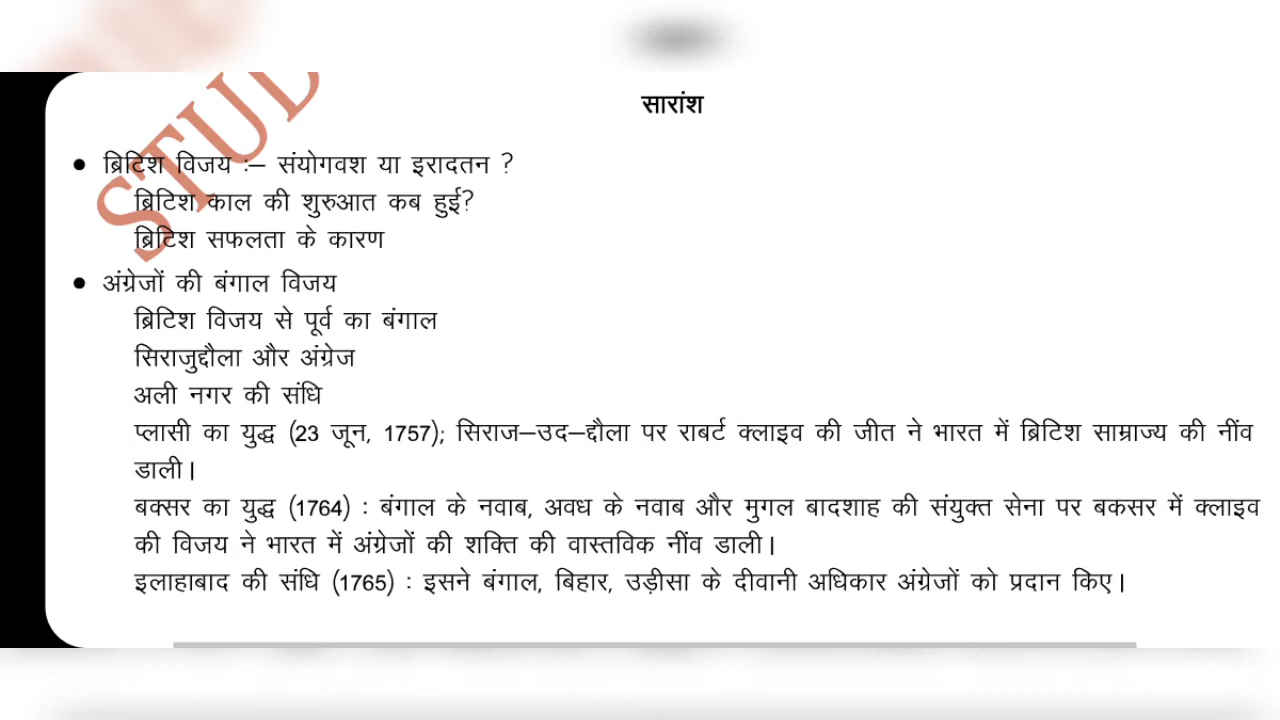 सारांश
● ब्रिटिश विजय :– संयोगवश या इरादतन ?
ब्रिटिश काल की शुरुआत कब हुई?
ब्रिटिश सफलता के कारण
● अंग्रेजों की बंगाल विजय
ब्रिटिश विजय से पूर्व का बंगाल
सिराजुद्दौला और अंग्रेज
अली नगर की संधि
प्लासी का युद्ध (23 जून, 1757); सिराज–उद–द्दौला पर राबर्ट क्लाइव की जीत ने भारत में ब्रिटिश साम्राज्य की नींव
डाली।
बक्सर का युद्ध (1764) : बंगाल के नवाब, अवध के नवाब और मुगल बादशाह की संयुक्त सेना पर बकसर में क्लाइव
की विजय ने भारत में अंग्रेजों की शक्ति की वास्तविक नींव डाली।
इलाहाबाद की संधि (1765) : इसने बंगाल, बिहार, उड़ीसा के दीवानी अधिकार अंग्रेजों को प्रदान किए।
STUD